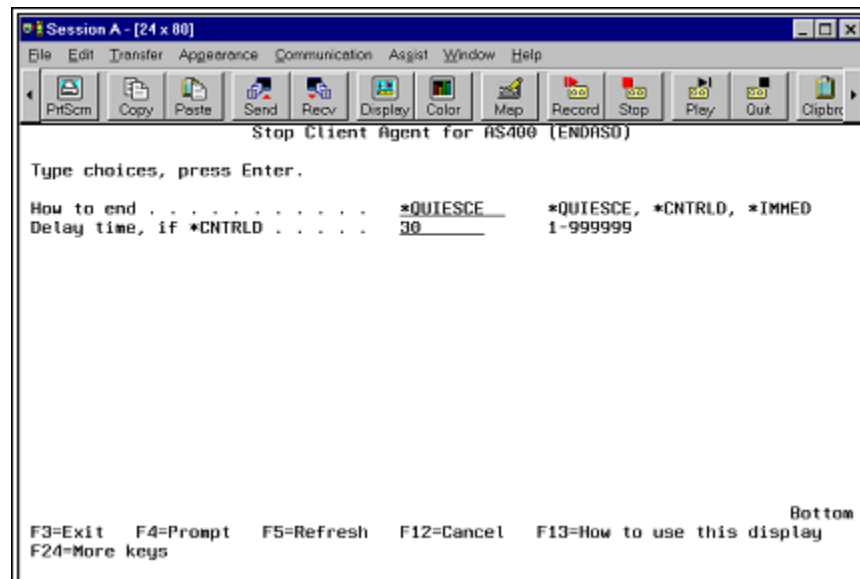 Session A - [24 x 80]
File Edit Transfer Appearance Communication Assist Window Help
PrtScrn Copy Paste Send Recv Display Color Map Record Stop Play Quit Clipbrc
Stop Client Agent for AS400 (ENDASO)
Type choices, press Enter.
How to end . . . . . . . . . . . *QUIESCE *QUIESCE, *CNTRLD, *IMMED
Delay time, if *CNTRLD . . . . . 30 1-999999
Bottom
F3=Exit F4=Prompt F5=Refresh F12=Cancel F13=How to use this display
F24=More keys